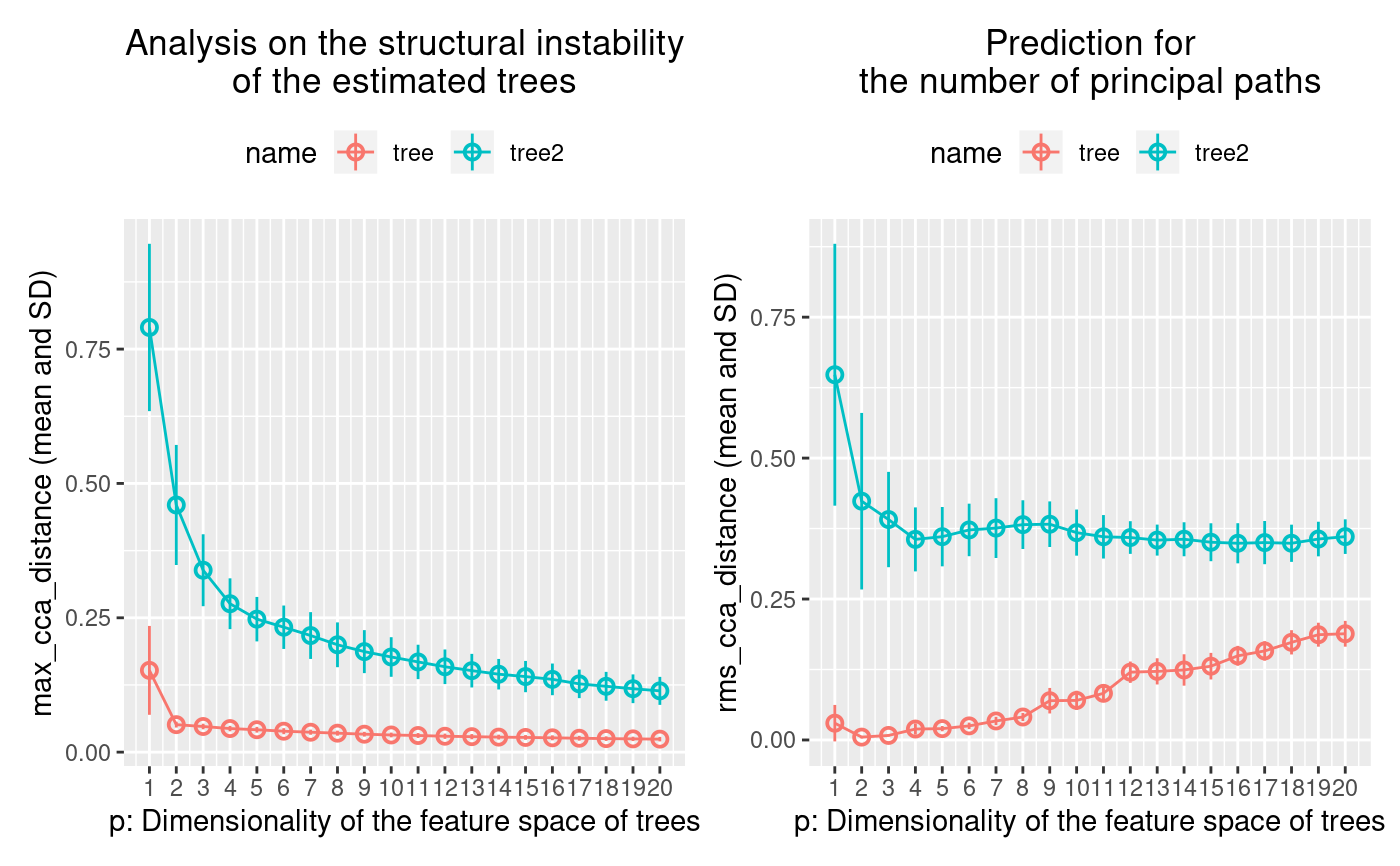 Analysis on the structural instability
of the estimated trees
name tree tree2
max_cca_distance (mean and SD)
0.75
0.50
0.25
0.00
1 2 3 4 5 6 7 8 9 10 11 12 13 14 15 16 17 18 19 20
p: Dimensionality of the feature space of trees
Prediction for
the number of principal paths
name tree tree2
rms_cca_distance (mean and SD)
0.75
0.50
0.25
0.00
1 2 3 4 5 6 7 8 9 10 11 12 13 14 15 16 17 18 19 20
p: Dimensionality of the feature space of trees